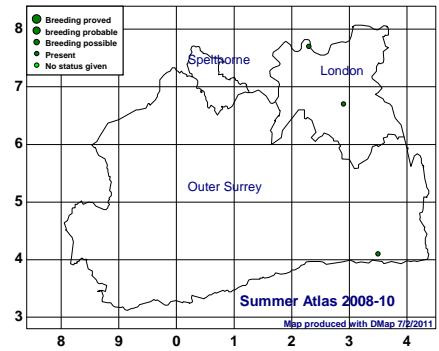 Breeding proved
breeding probable
Breeding possible
Present
No status given
8
7
6
5
4
3
Spelthorne
London
Outer Surrey
Summer Atlas 2008-10
Map produced with DMap 7/2/2011
8 9 0 1 2 3 4